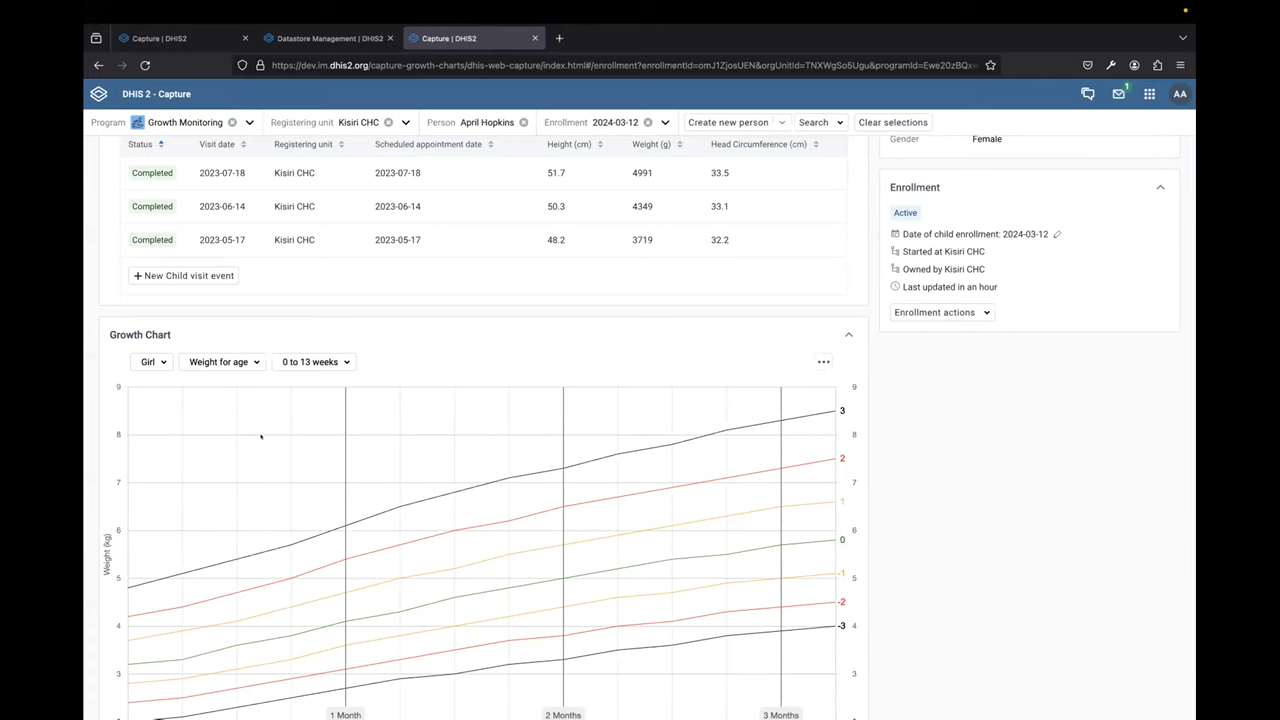 Capture | DHIS2
Datastore Management | DHIS2
Capture | DHIS2
https://dev.im.dhis2.org/capture-growth-charts/dhis-web-capture/index.html#/enrollment?enrollmentId=omJ1ZjosUEN&orgUnitId=TNXWgSo5Ugu&programId=Ewe20zBQxw
DHIS 2 - Capture
1
AA
Program Growth Monitoring
Registering unit Kisiri CHC
Person April Hopkins
Enrollment 2024-03-12
Create new person
Search
Clear selections
Status Visit date Registering unit Scheduled appointment date Height (cm) Weight (g) Head Circumference (cm)
Completed 2023-07-18 Kisiri CHC 2023-07-18 51.7 4991 33.5
Completed 2023-06-14 Kisiri CHC 2023-06-14 50.3 4349 33.1
Completed 2023-05-17 Kisiri CHC 2023-05-17 48.2 3719 32.2
+ New Child visit event
Gender Female
Enrollment
Active
Date of child enrollment: 2024-03-12
Started at Kisiri CHC
Owned by Kisiri CHC
Last updated in an hour
Enrollment actions
Growth Chart
Girl
Weight for age
0 to 13 weeks
9 9
3
8 8
2
7 7
1
6 6
0
5 -1 5
-2
4 -3 4
3 3
Weight (kg)
1 Month
2 Months
3 Months